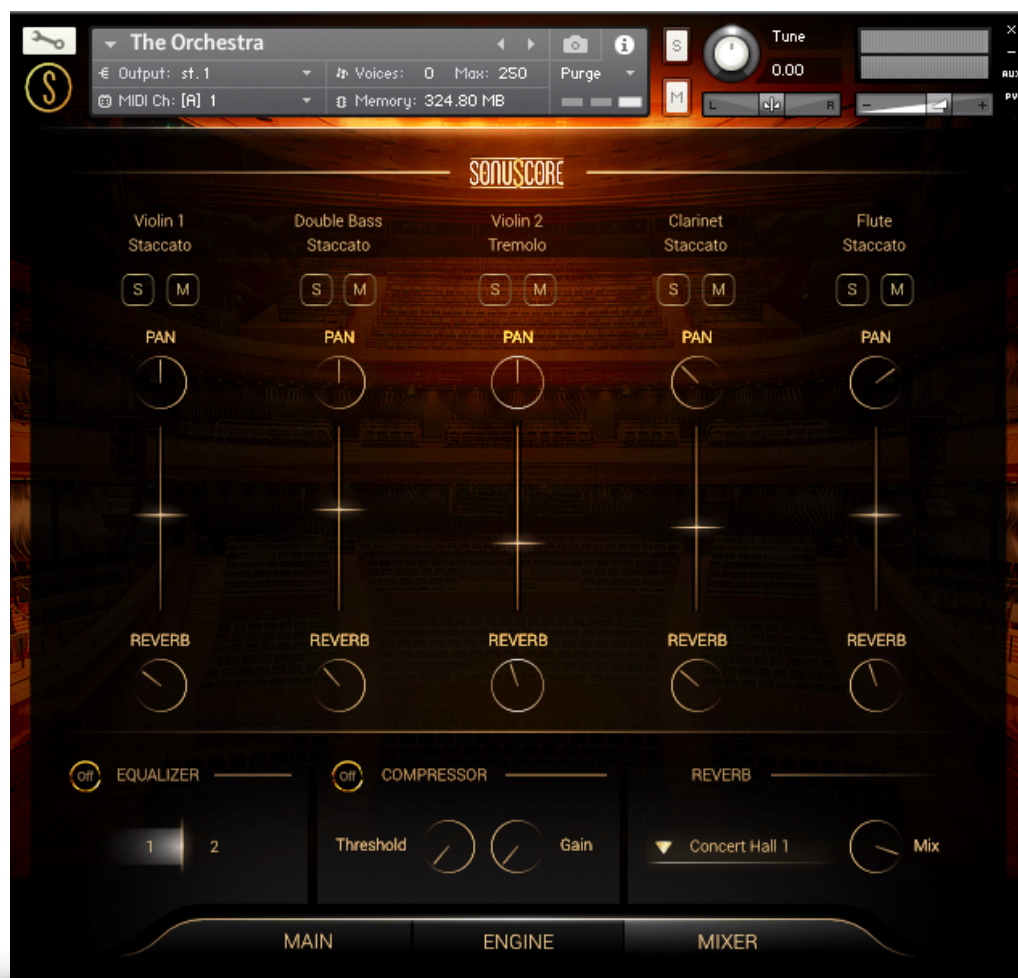 The Orchestra
Output: st. 1
Voices: 0 Max: 250
Purge
MIDI Ch: [A] 1
Memory: 324.80 MB
S
M
Tune
0.00
L
R
-
+
×
-
AUX
PV
S
SONUSCORE
Violin 1
Staccato
Double Bass
Staccato
Violin 2
Tremolo
Clarinet
Staccato
Flute
Staccato
S M
S M
S M
S M
S M
PAN
PAN
PAN
PAN
PAN
REVERB
REVERB
REVERB
REVERB
REVERB
Off EQUALIZER
Off COMPRESSOR
REVERB
1 2
Threshold
Gain
Concert Hall 1
Mix
MAIN
ENGINE
MIXER